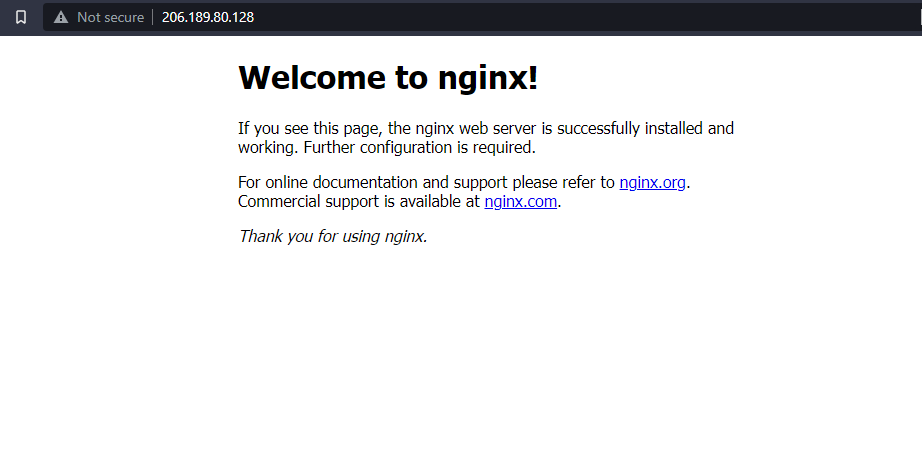 Not secure 206.189.80.128
Welcome to nginx!
If you see this page, the nginx web server is successfully installed and
working. Further configuration is required.
For online documentation and support please refer to nginx.org.
Commercial support is available at nginx.com.
Thank you for using nginx.